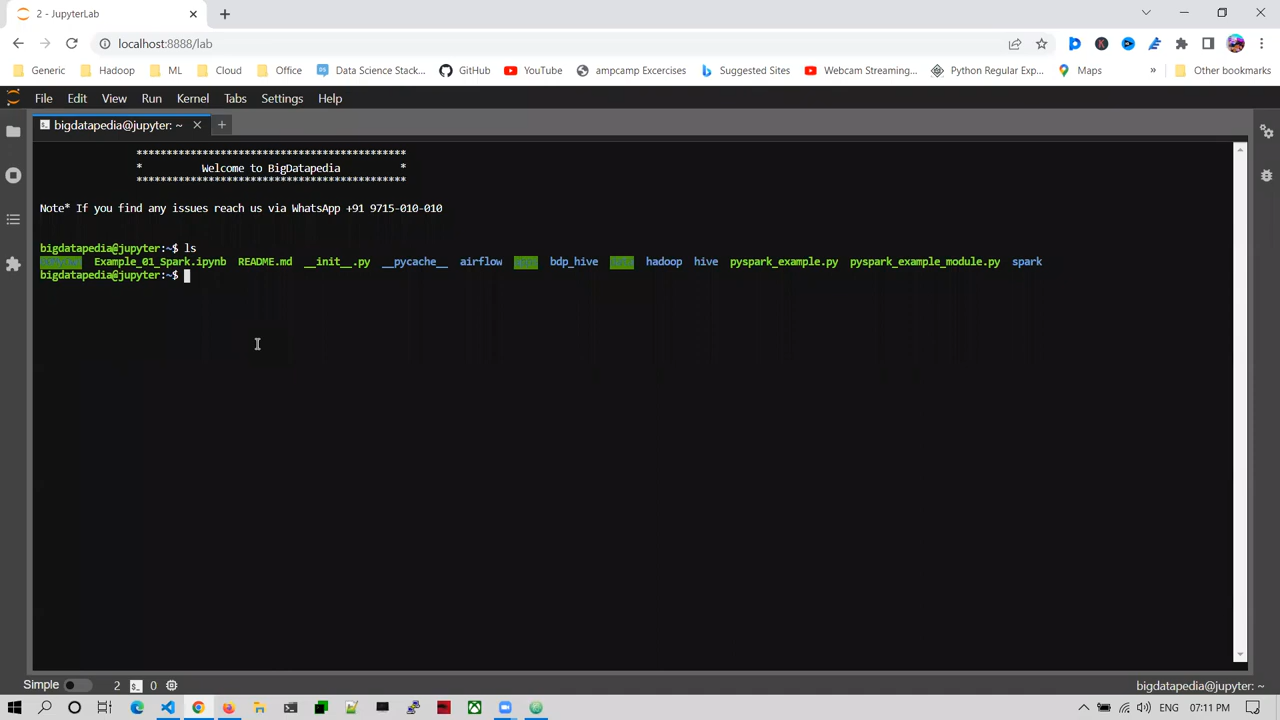 2 - JupyterLab
localhost:8888/lab
Generic Hadoop ML Cloud Office Data Science Stack... GitHub YouTube ampcamp Excercises Suggested Sites Webcam Streaming... Python Regular Exp... Maps » Other bookmarks
File Edit View Run Kernel Tabs Settings Help
bigdatapedia@jupyter: ~
*********************************************
* Welcome to BigDatapedia *
*********************************************
Note* If you find any issues reach us via WhatsApp +91 9715-010-010
bigdatapedia@jupyter:~$ ls
Example_01_Spark.ipynb README.md __init__.py __pycache__ airflow bdp_hive hadoop hive pyspark_example.py pyspark_example_module.py spark
bigdatapedia@jupyter:~$
Simple 2 0 bigdatapedia@jupyter: ~
ENG 07:11 PM